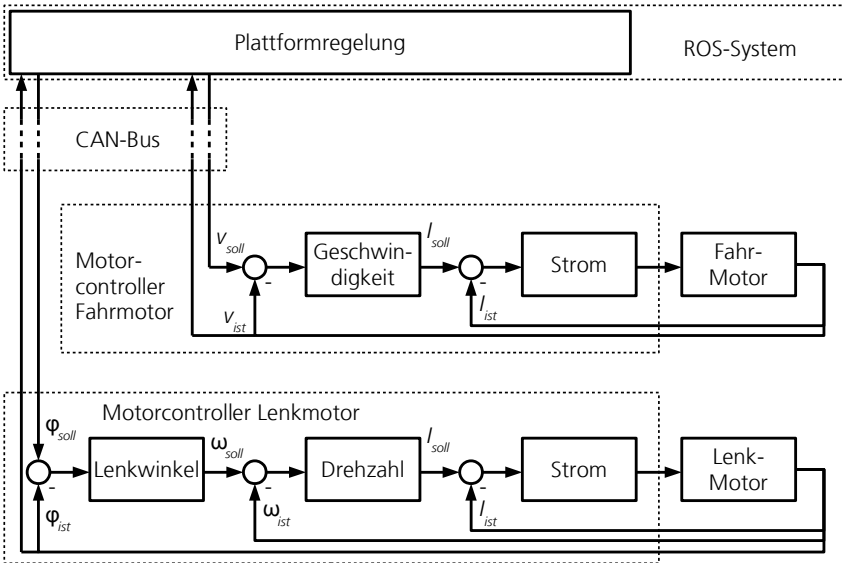 Plattformregelung
ROS-System
CAN-Bus
Motor-
controller
Fahrmotor
v_soll
Geschwin-
digkeit
I_soll
Strom
Fahr-
Motor
-
-
v_ist
I_ist
Motorcontroller Lenkmotor
φ_soll
Lenkwinkel
ω_soll
Drehzahl
I_soll
Strom
Lenk-
Motor
-
-
-
φ_ist
ω_ist
I_ist